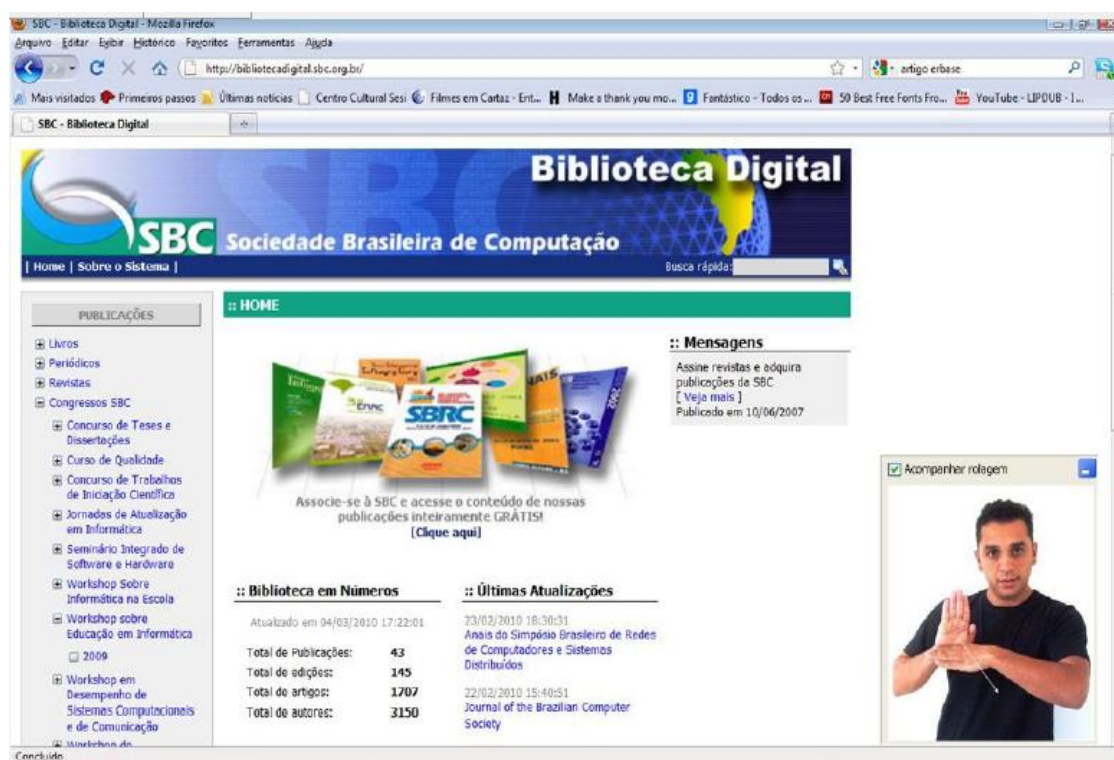 SBC - Biblioteca Digital - Mozilla Firefox
Arquivo Editar Exibir Histórico Favoritos Ferramentas Ajuda
http://bibliotecadigital.sbc.org.br/
artigo erbase
Mais visitados Primeiros passos Últimas notícias Centro Cultural Sesi Filmes em Cartaz - Ent... Make a thank you mo... Fantástico - Todos os ... 50 Best Free Fonts Fro... YouTube - LIPDUB - I...
SBC - Biblioteca Digital
Biblioteca Digital
SBC Sociedade Brasileira de Computação
| Home | Sobre o Sistema |
Busca rápida:
PUBLICAÇÕES
Livros
Periódicos
Revistas
Congressos SBC
Concurso de Teses e
Dissertações
Curso de Qualidade
Concurso de Trabalhos
de Iniciação Científica
Jornadas de Atualização
em Informática
Seminário Integrado de
Software e Hardware
Workshop Sobre
Informática na Escola
Workshop sobre
Educação em Informática
2009
Workshop em
Desempenho de
Sistemas Computacionais
e de Comunicação
Workshop de
:: HOME
SBRC
Associe-se à SBC e acesse o conteúdo de nossas
publicações inteiramente GRÁTIS!
[Clique aqui]
:: Mensagens
Assine revistas e adquira
publicações da SBC
[ Veja mais ]
Publicado em 10/06/2007
:: Biblioteca em Números
Atualizado em 04/03/2010 17:22:01
Total de Publicações: 43
Total de edições: 145
Total de artigos: 1707
Total de autores: 3150
:: Últimas Atualizações
23/02/2010 18:30:31
Anais do Simpósio Brasileiro de Redes
de Computadores e Sistemas
Distribuídos
22/02/2010 15:40:51
Journal of the Brazilian Computer
Society
Acompanhar rolagem
Concluído